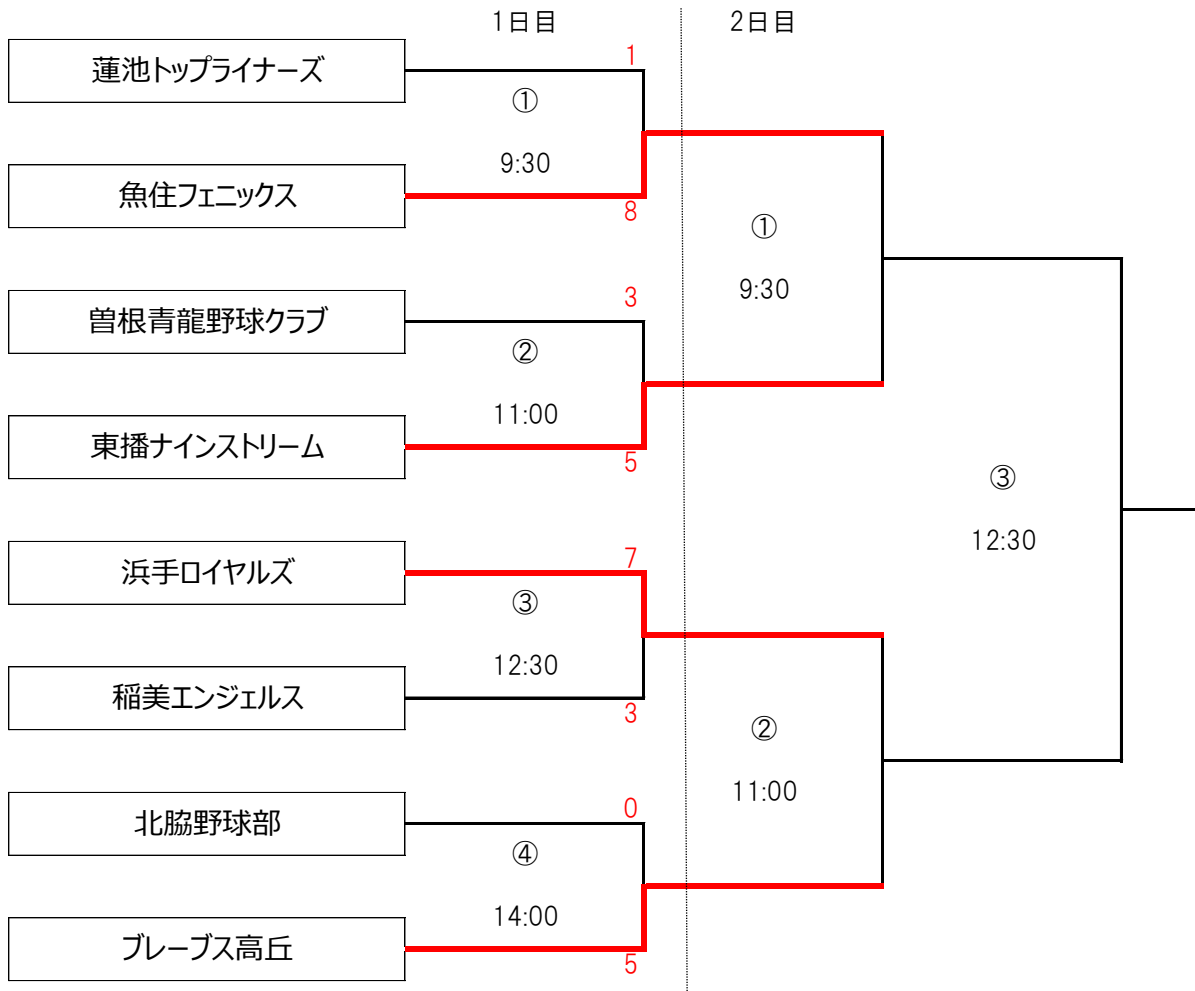 1日目
2日目
蓮池トップライナーズ
1
①
9:30
魚住フェニックス
8
①
9:30
曽根青龍野球クラブ
3
②
11:00
東播ナインストリーム
5
③
12:30
浜手ロイヤルズ
7
③
12:30
稲美エンジェルス
3
②
11:00
北脇野球部
0
④
14:00
ブレーブス高丘
5